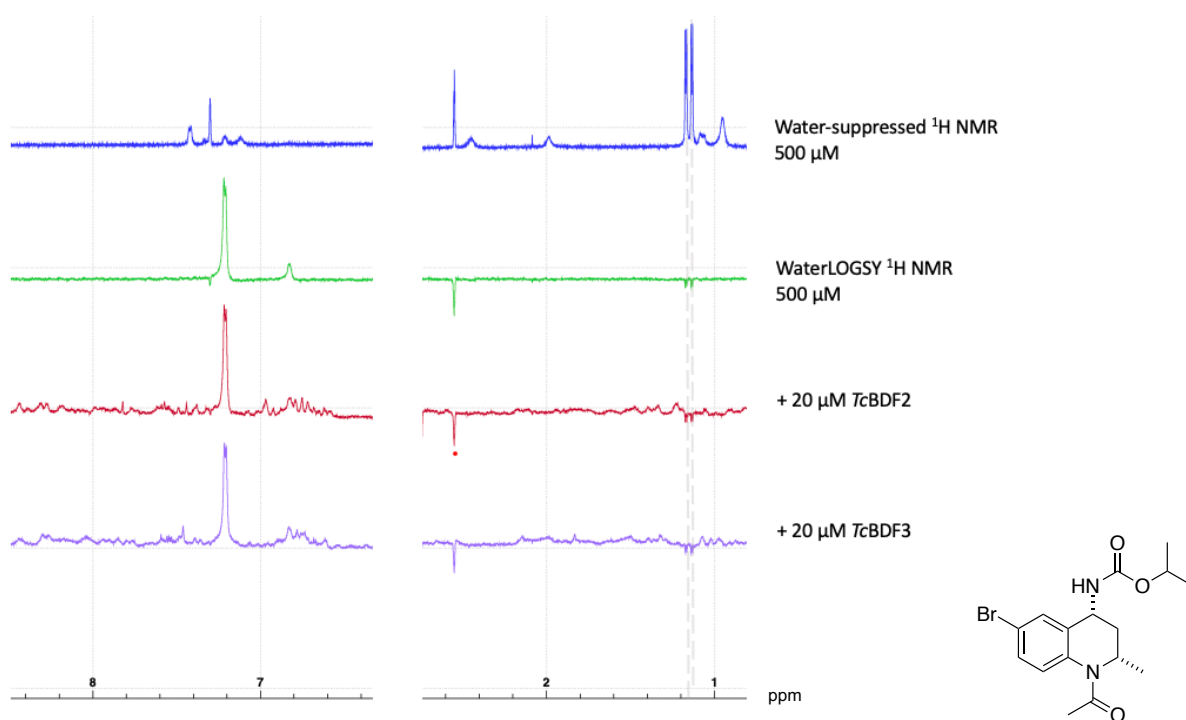 Water-suppressed ¹H NMR
500 µM
WaterLOGSY ¹H NMR
500 µM
+ 20 µM TcBDF2
+ 20 µM TcBDF3
8 7 2 1 ppm
O
HN O
Br
N
O